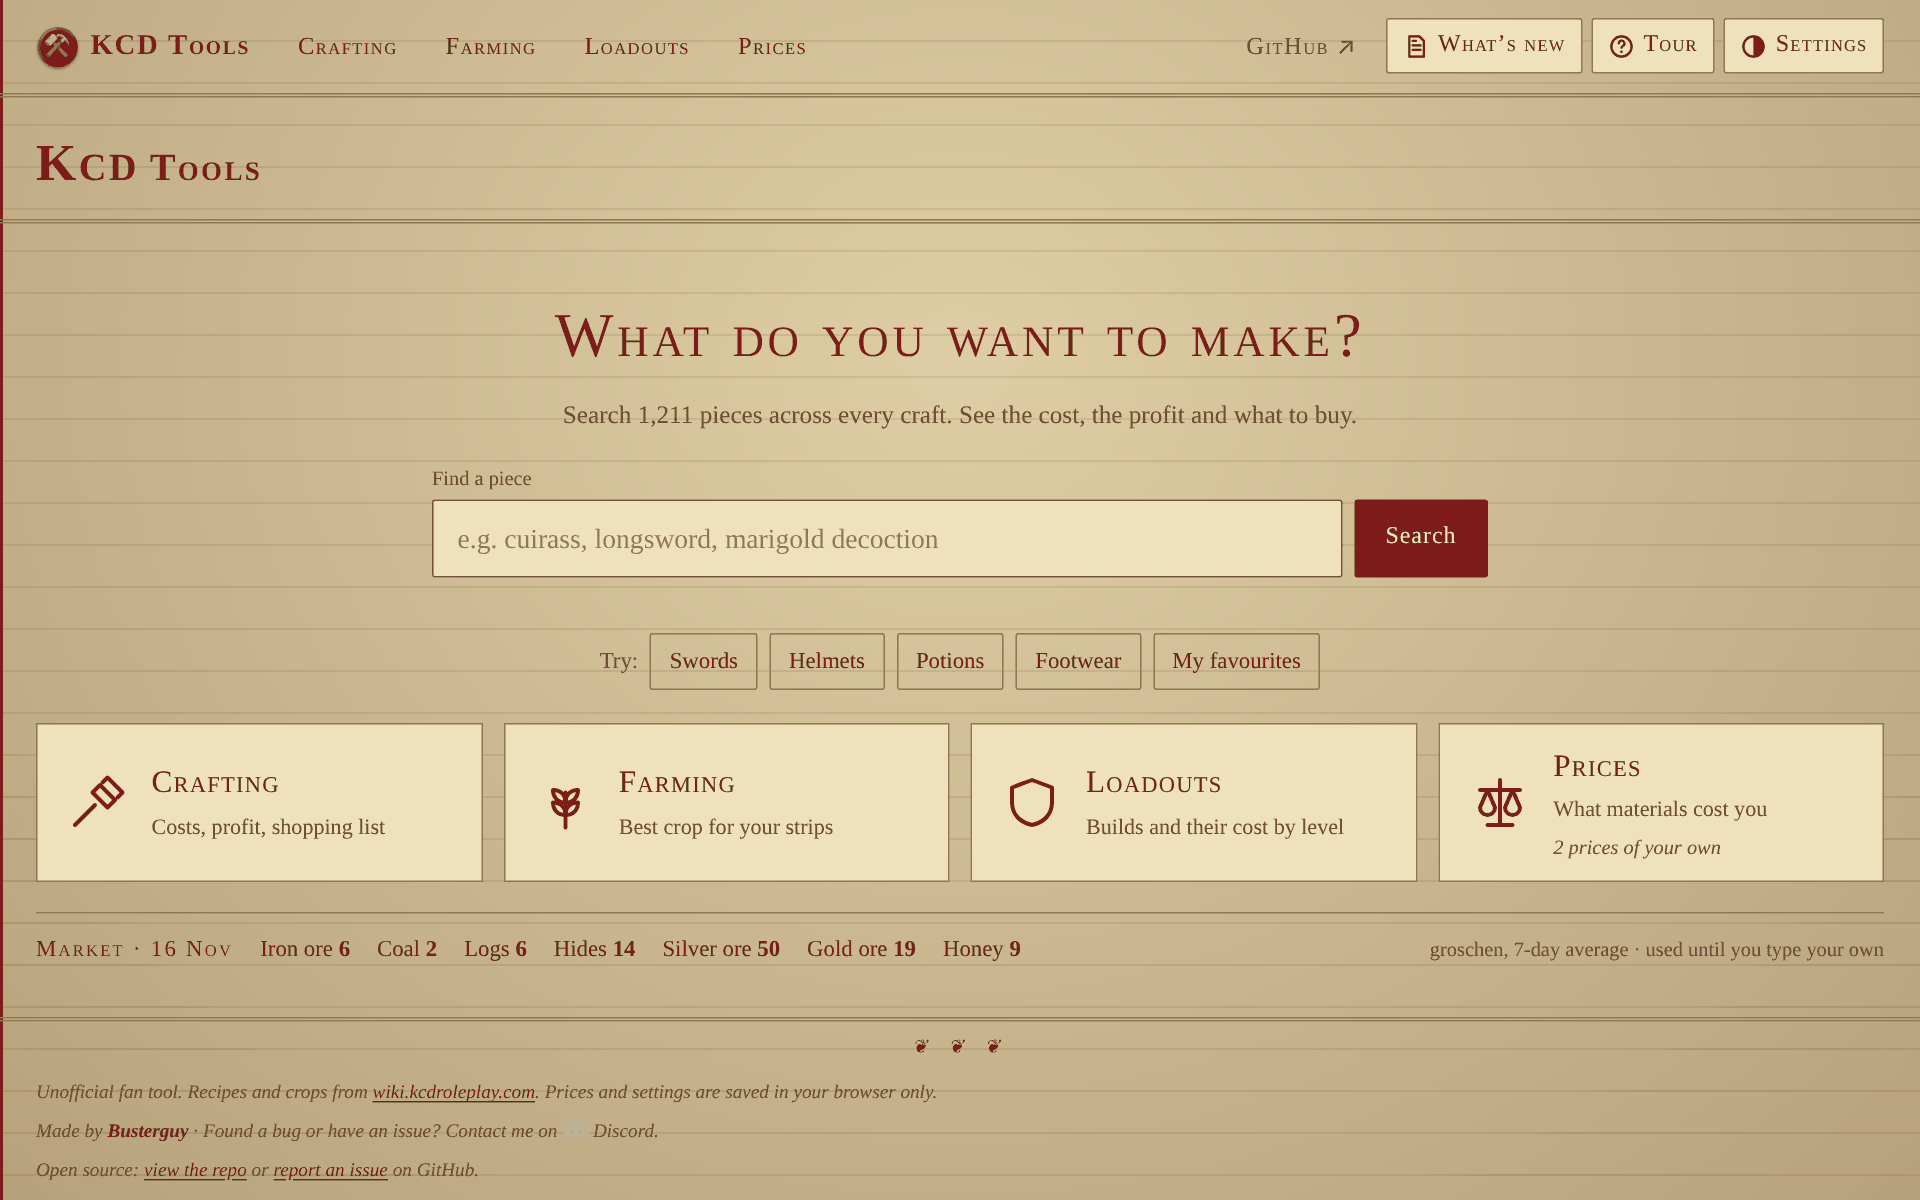 KCD Tools Crafting Farming Loadouts Prices GitHub ↗ What's new Tour Settings
Kcd Tools
What do you want to make?
Search 1,211 pieces across every craft. See the cost, the profit and what to buy.
Find a piece
e.g. cuirass, longsword, marigold decoction Search
Try: Swords Helmets Potions Footwear My favourites
Crafting
Costs, profit, shopping list
Farming
Best crop for your strips
Loadouts
Builds and their cost by level
Prices
What materials cost you
2 prices of your own
Market · 16 Nov Iron ore 6 Coal 2 Logs 6 Hides 14 Silver ore 50 Gold ore 19 Honey 9 groschen, 7-day average · used until you type your own
❦ ❦ ❦
Unofficial fan tool. Recipes and crops from wiki.kcdroleplay.com. Prices and settings are saved in your browser only.
Made by Busterguy · Found a bug or have an issue? Contact me on Discord.
Open source: view the repo or report an issue on GitHub.